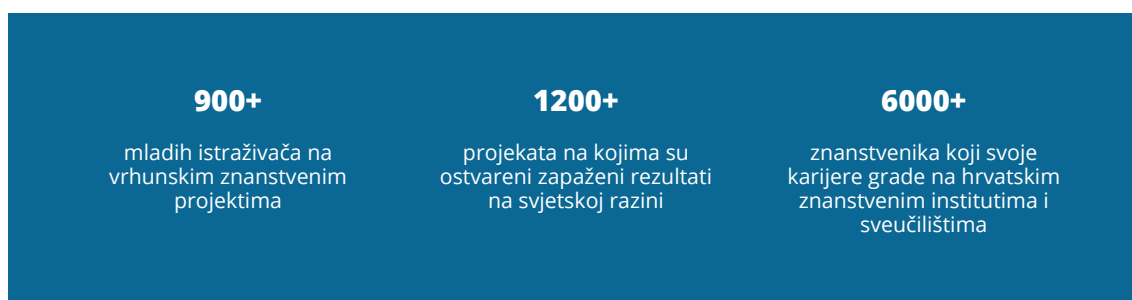 900+
mladih istraživača na
vrhunskim znanstvenim
projektima
1200+
projekata na kojima su
ostvareni zapaženi rezultati
na svjetskoj razini
6000+
znanstvenika koji svoje
karijere grade na hrvatskim
znanstvenim institutima i
sveučilištima